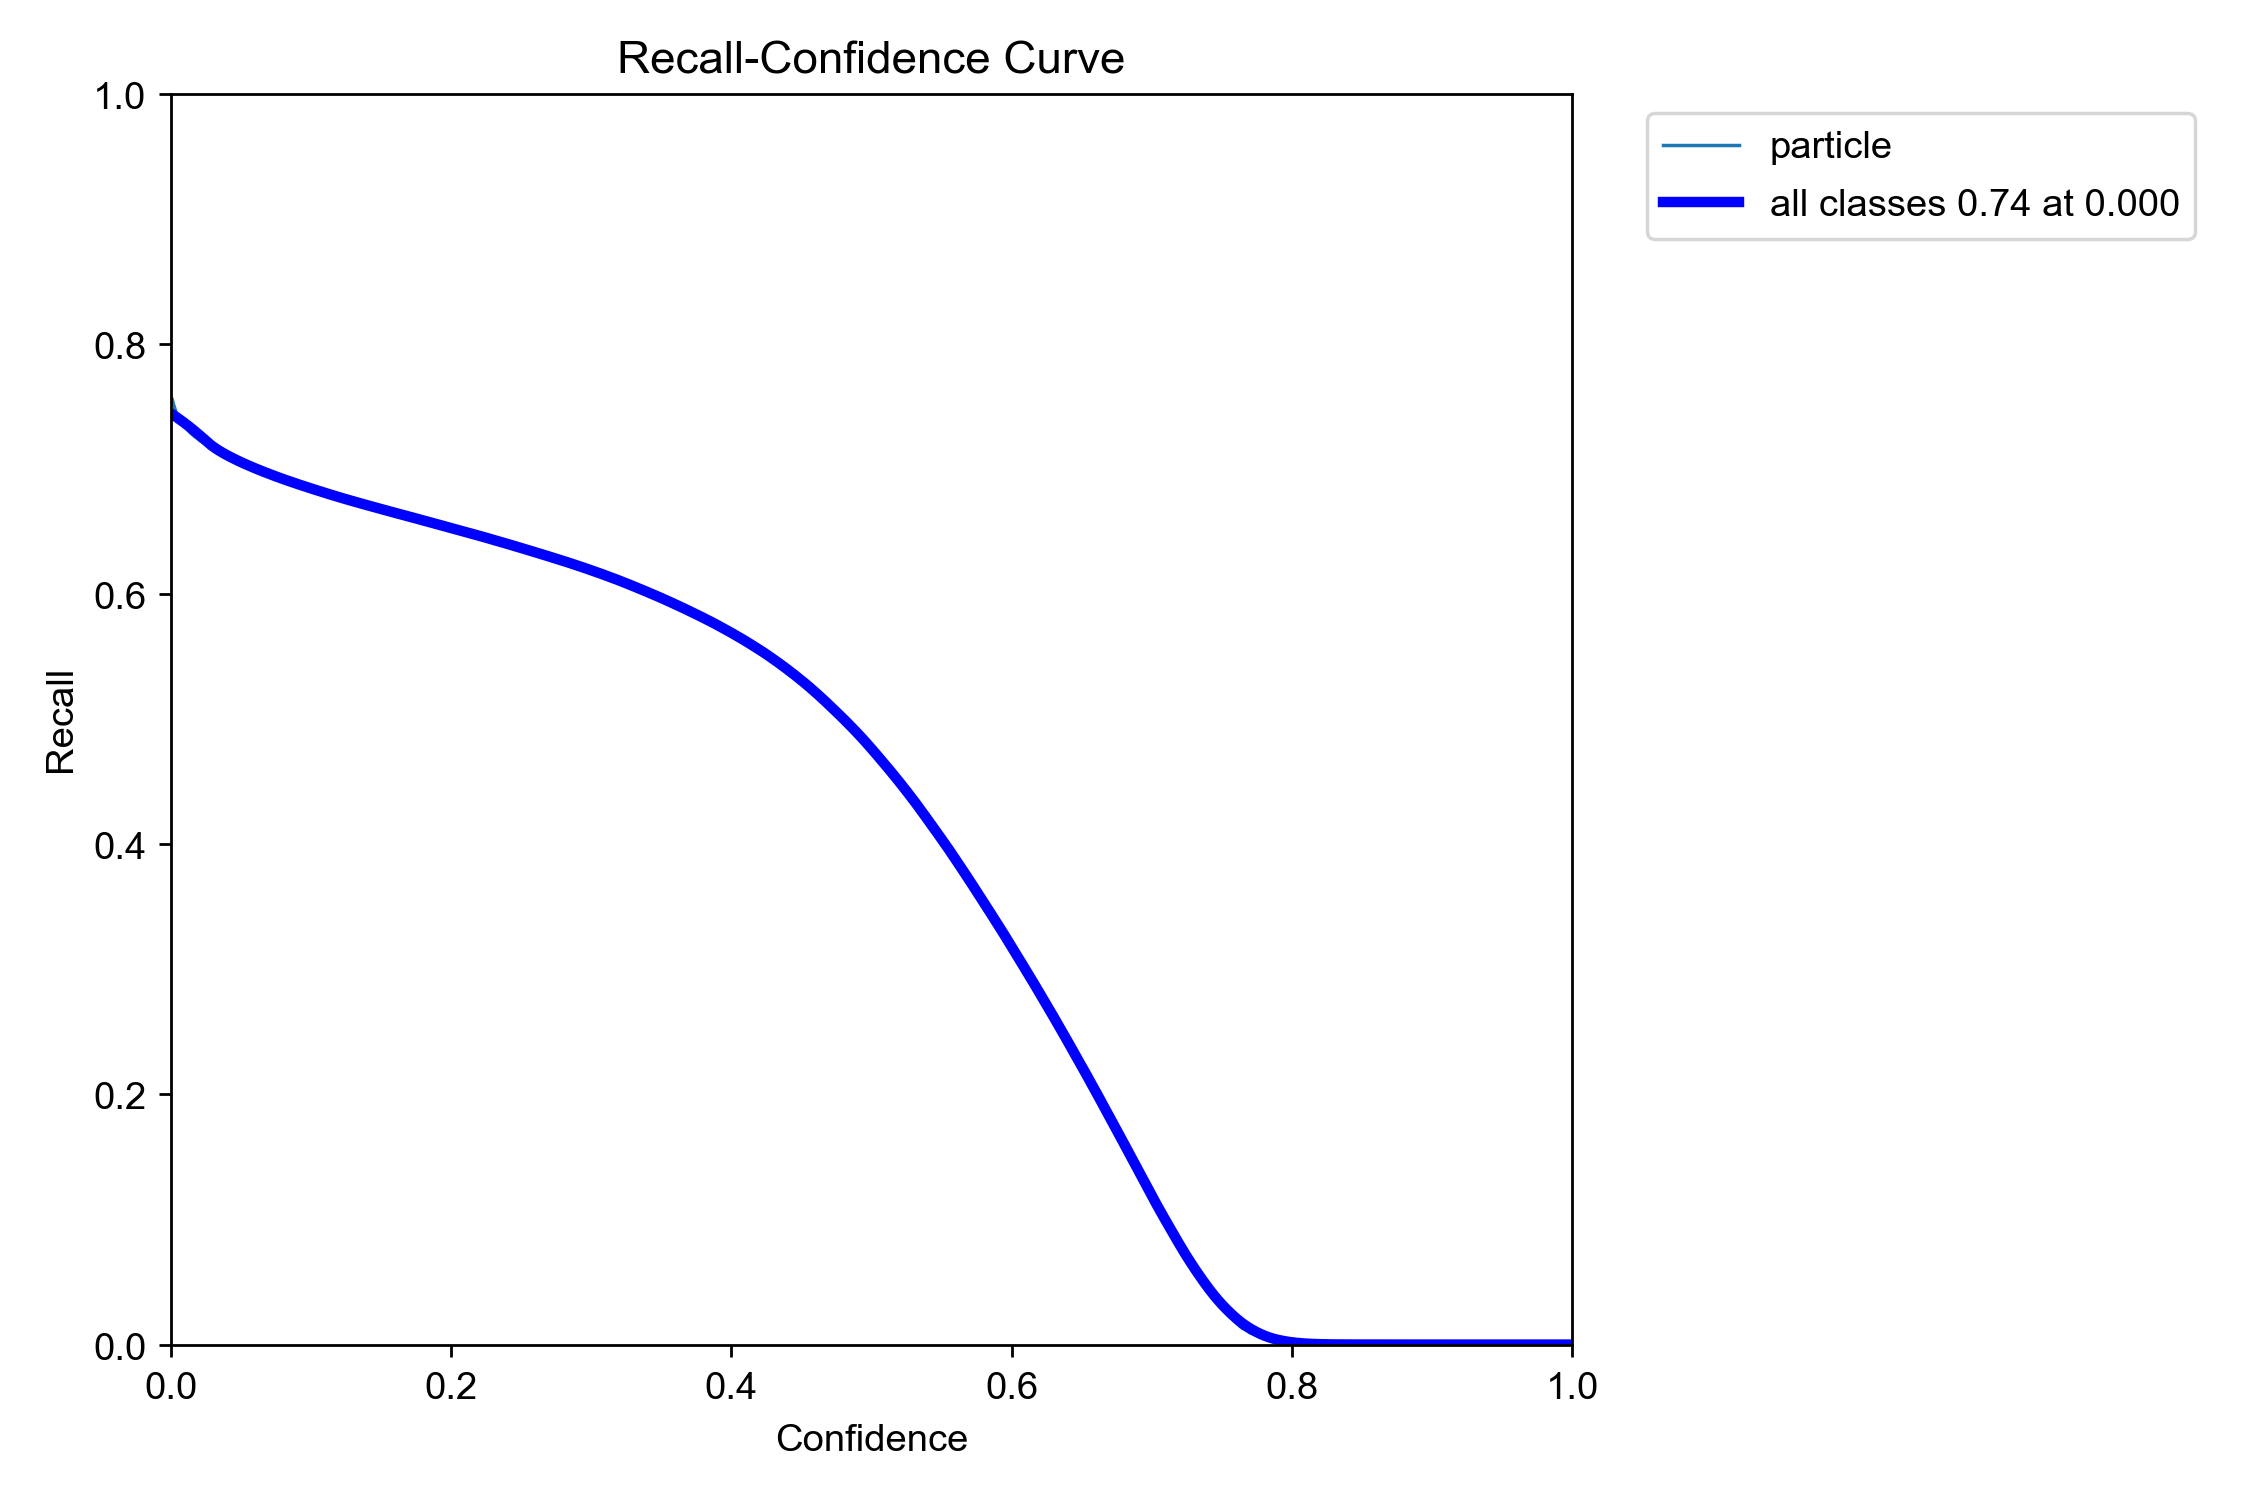 Recall-Confidence Curve
1.0
0.8
0.6
0.4
0.2
0.0
Recall
0.0 0.2 0.4 0.6 0.8 1.0
Confidence
particle
all classes 0.74 at 0.000